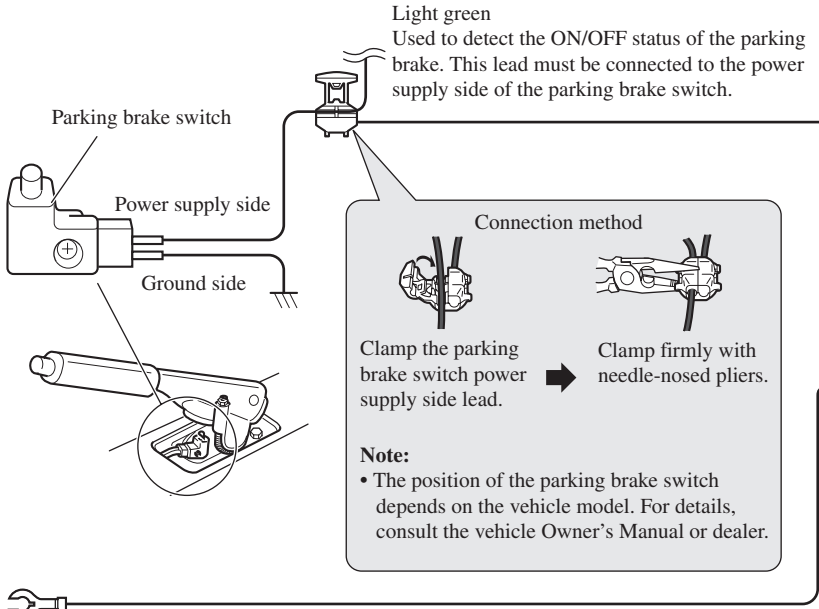 Light green
Used to detect the ON/OFF status of the parking
brake. This lead must be connected to the power
supply side of the parking brake switch.
Parking brake switch
Power supply side
Ground side
Connection method
Clamp the parking
brake switch power
supply side lead.
Clamp firmly with
needle-nosed pliers.
Note:
• The position of the parking brake switch
depends on the vehicle model. For details,
consult the vehicle Owner's Manual or dealer.